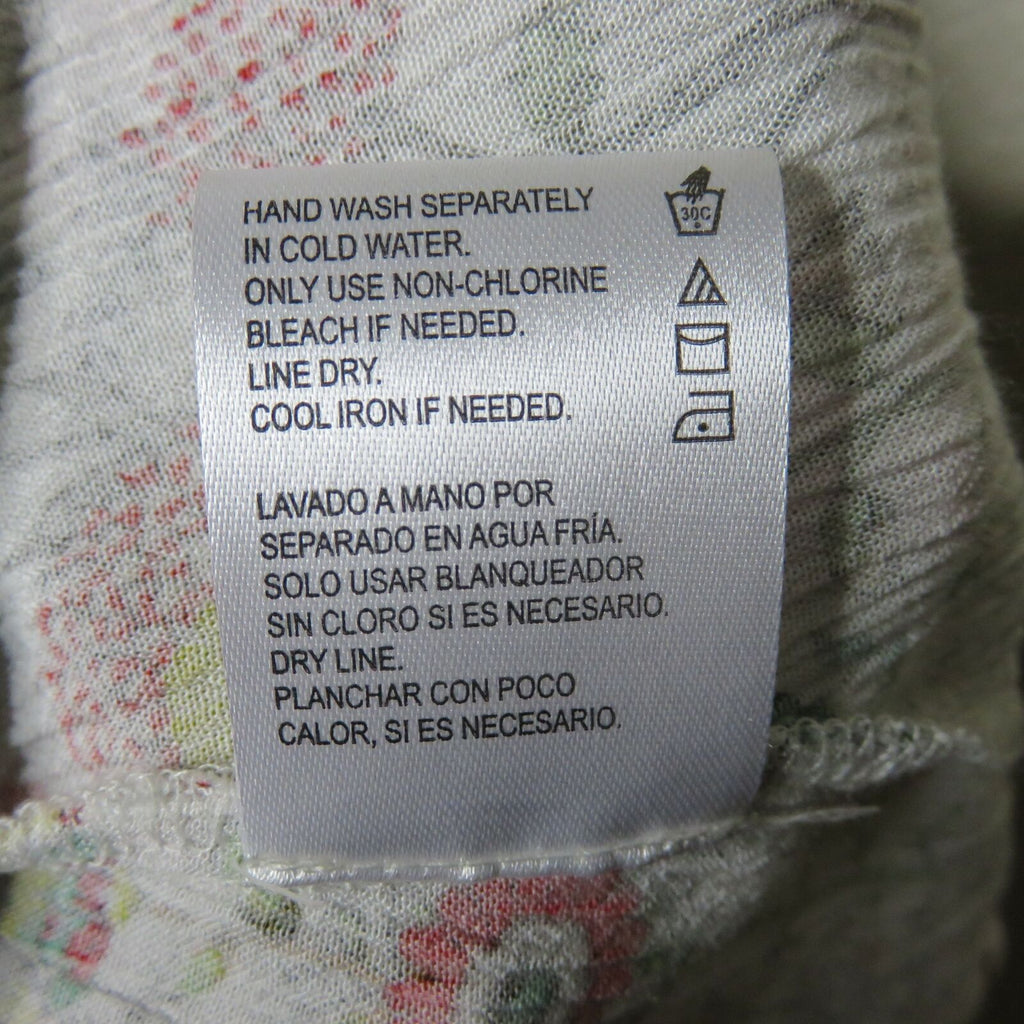 HAND WASH SEPARATELY
IN COLD WATER.
ONLY USE NON-CHLORINE
BLEACH IF NEEDED.
LINE DRY.
COOL IRON IF NEEDED.
30C
LAVADO A MANO POR
SEPARADO EN AGUA FRÍA.
SOLO USAR BLANQUEADOR
SIN CLORO SI ES NECESARIO.
DRY LINE.
PLANCHAR CON POCO
CALOR, SI ES NECESARIO.